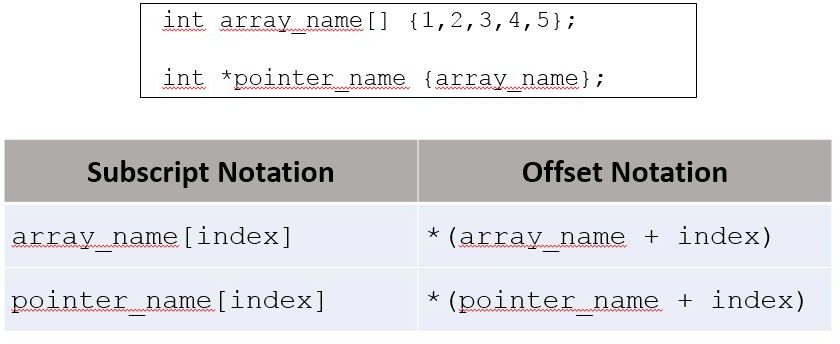 int array_name[] {1,2,3,4,5};
int *pointer_name {array_name};
Subscript Notation Offset Notation
array_name[index] *(array_name + index)
pointer_name[index] *(pointer_name + index)